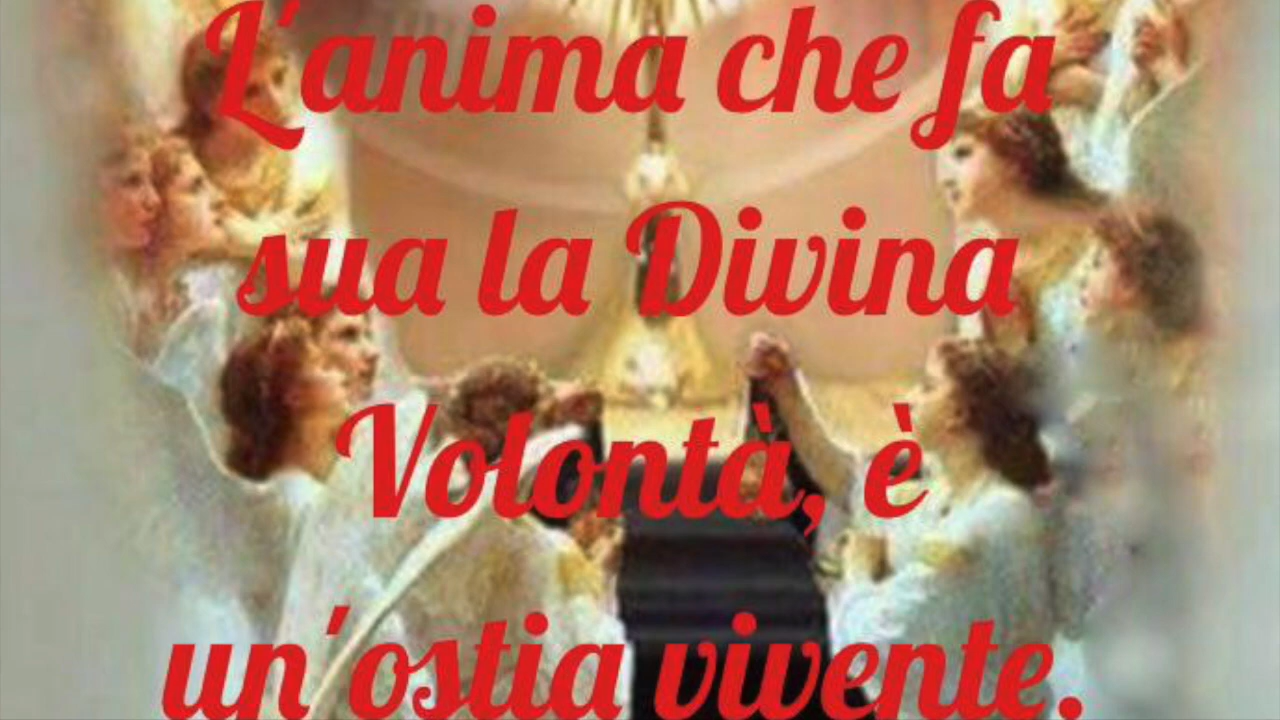 L'anima che fa
sua la Divina
Volontà, è
un'ostia vivente.